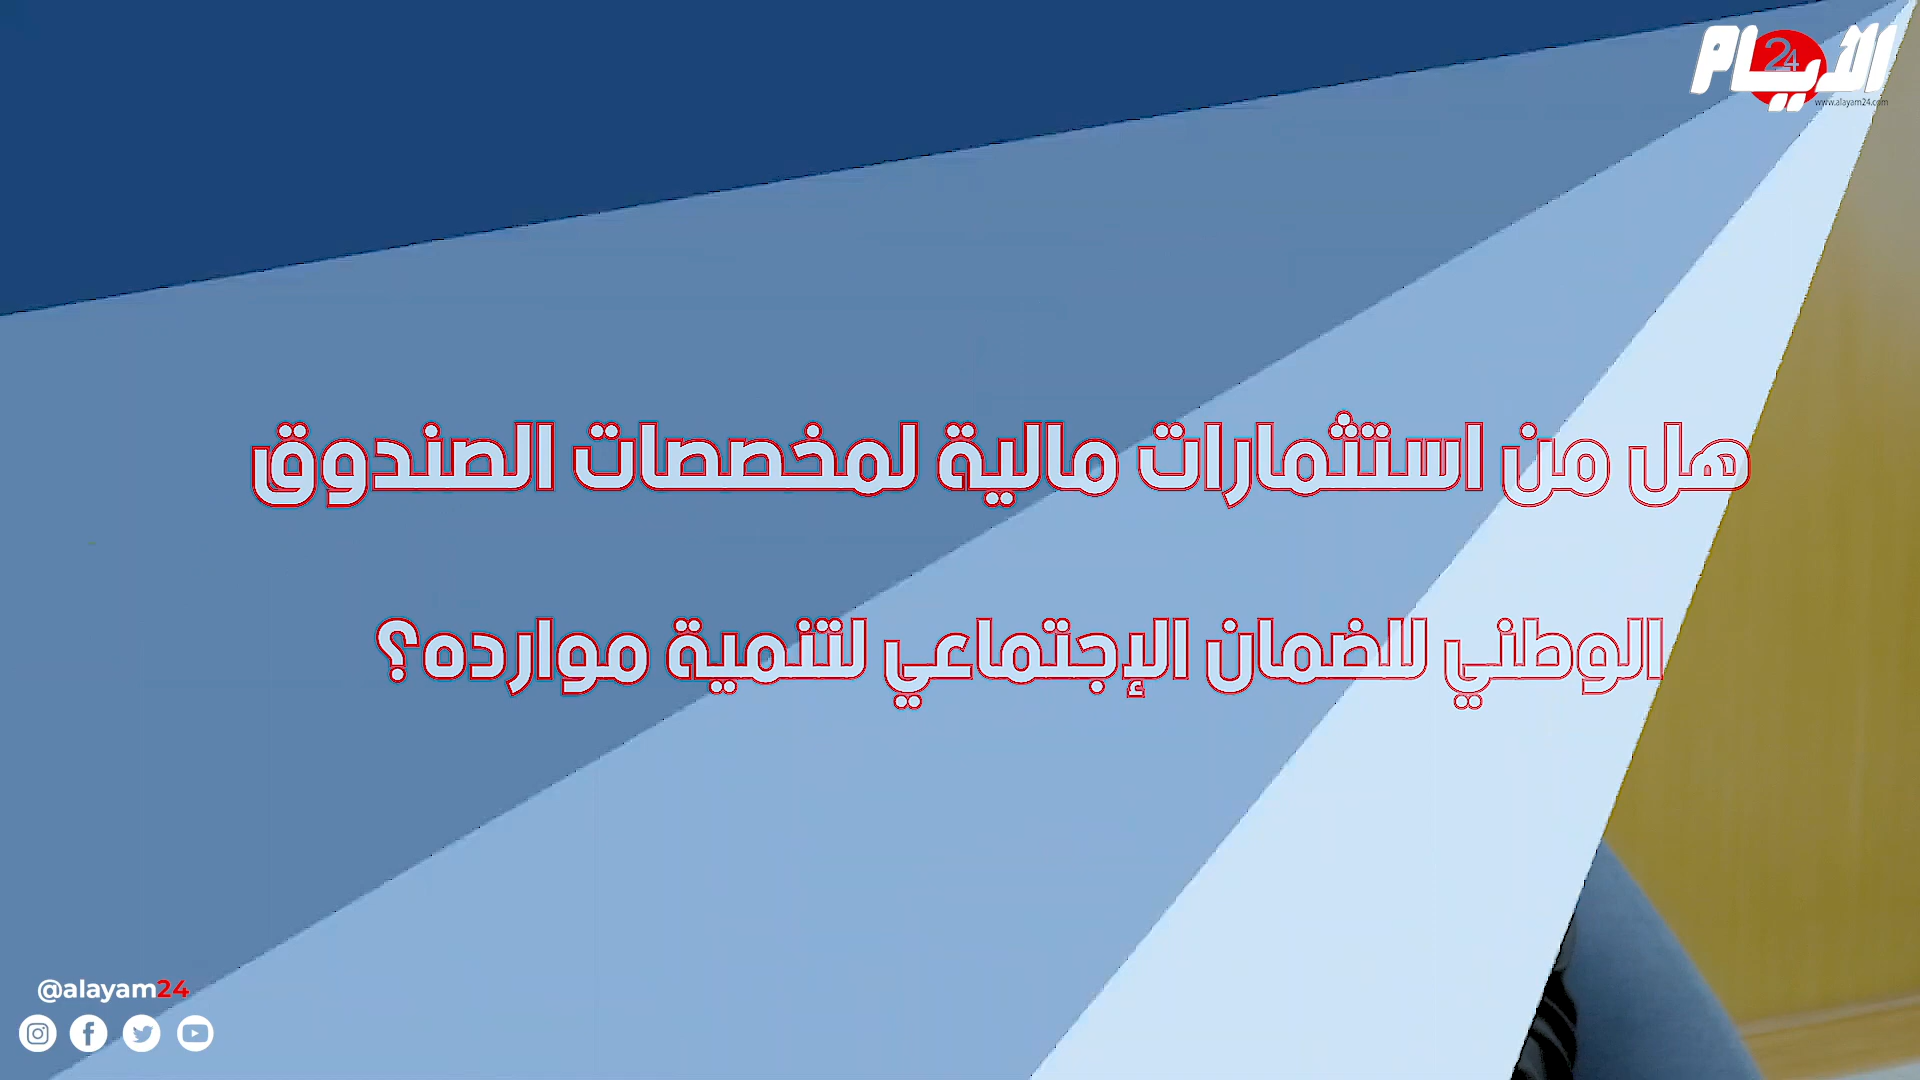 الأيام 24
www.alayam24.com
هل من استثمارات مالية لمخصصات الصندوق
الوطني للضمان الإجتماعي لتنمية موارده؟
@alayam24